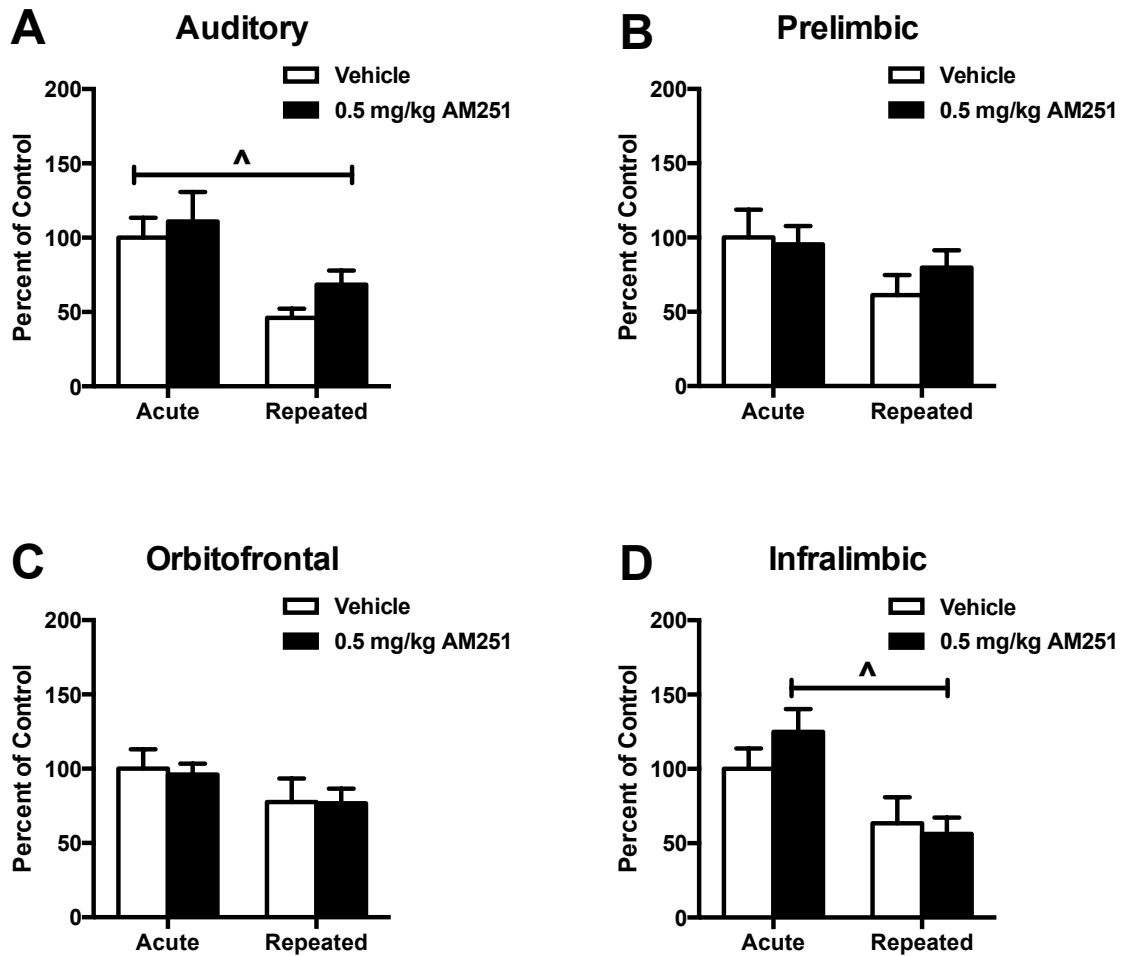 A
Auditory
Vehicle
0.5 mg/kg AM251
Percent of Control
200
150
100
50
0
^
Acute Repeated
B
Prelimbic
Vehicle
0.5 mg/kg AM251
Percent of Control
200
150
100
50
0
Acute Repeated
C
Orbitofrontal
Vehicle
0.5 mg/kg AM251
Percent of Control
200
150
100
50
0
Acute Repeated
D
Infralimbic
Vehicle
0.5 mg/kg AM251
Percent of Control
200
150
100
50
0
^
Acute Repeated